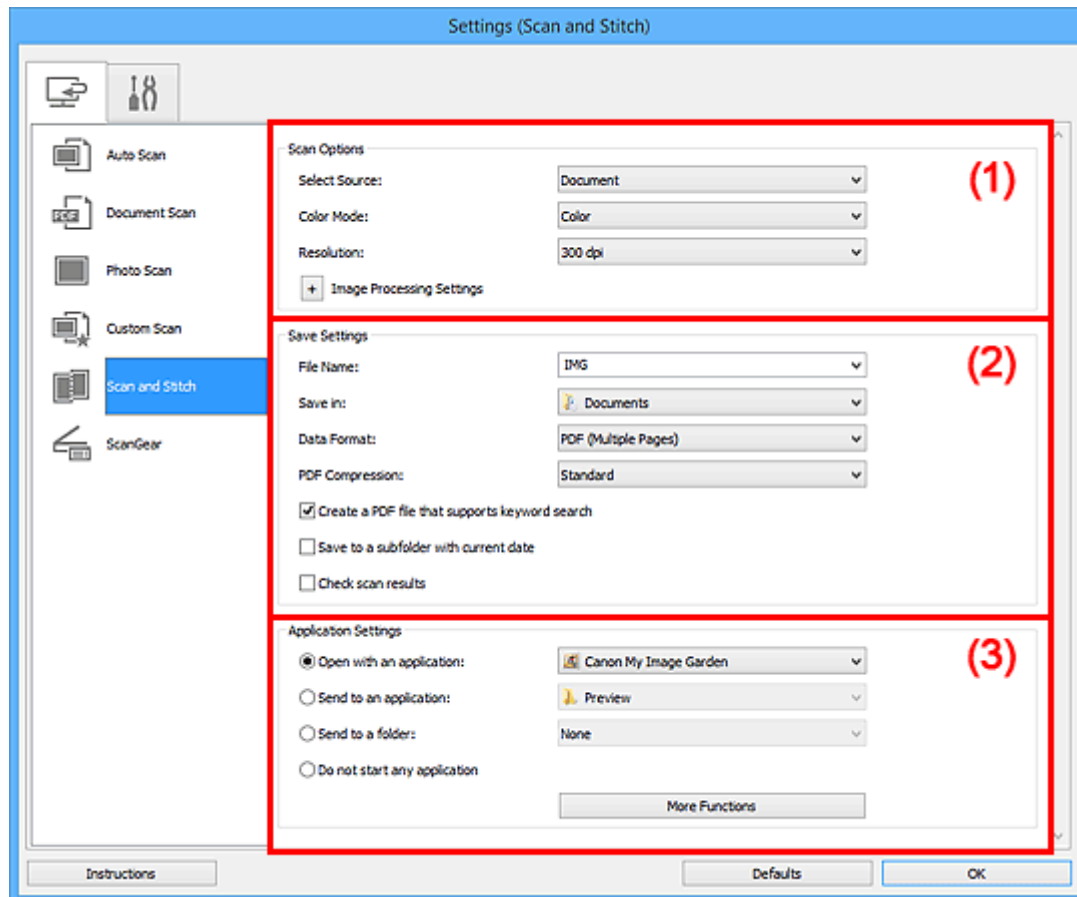 Settings (Scan and Stitch)
Auto Scan
Document Scan
Photo Scan
Custom Scan
Scan and Stitch
ScanGear
Scan Options
(1)
Select Source: Document
Color Mode: Color
Resolution: 300 dpi
+ Image Processing Settings
Save Settings
(2)
File Name: IMG
Save in: Documents
Data Format: PDF (Multiple Pages)
PDF Compression: Standard
Create a PDF file that supports keyword search
Save to a subfolder with current date
Check scan results
Application Settings
(3)
Open with an application: Canon My Image Garden
Send to an application: Preview
Send to a folder: None
Do not start any application
More Functions
Instructions Defaults OK